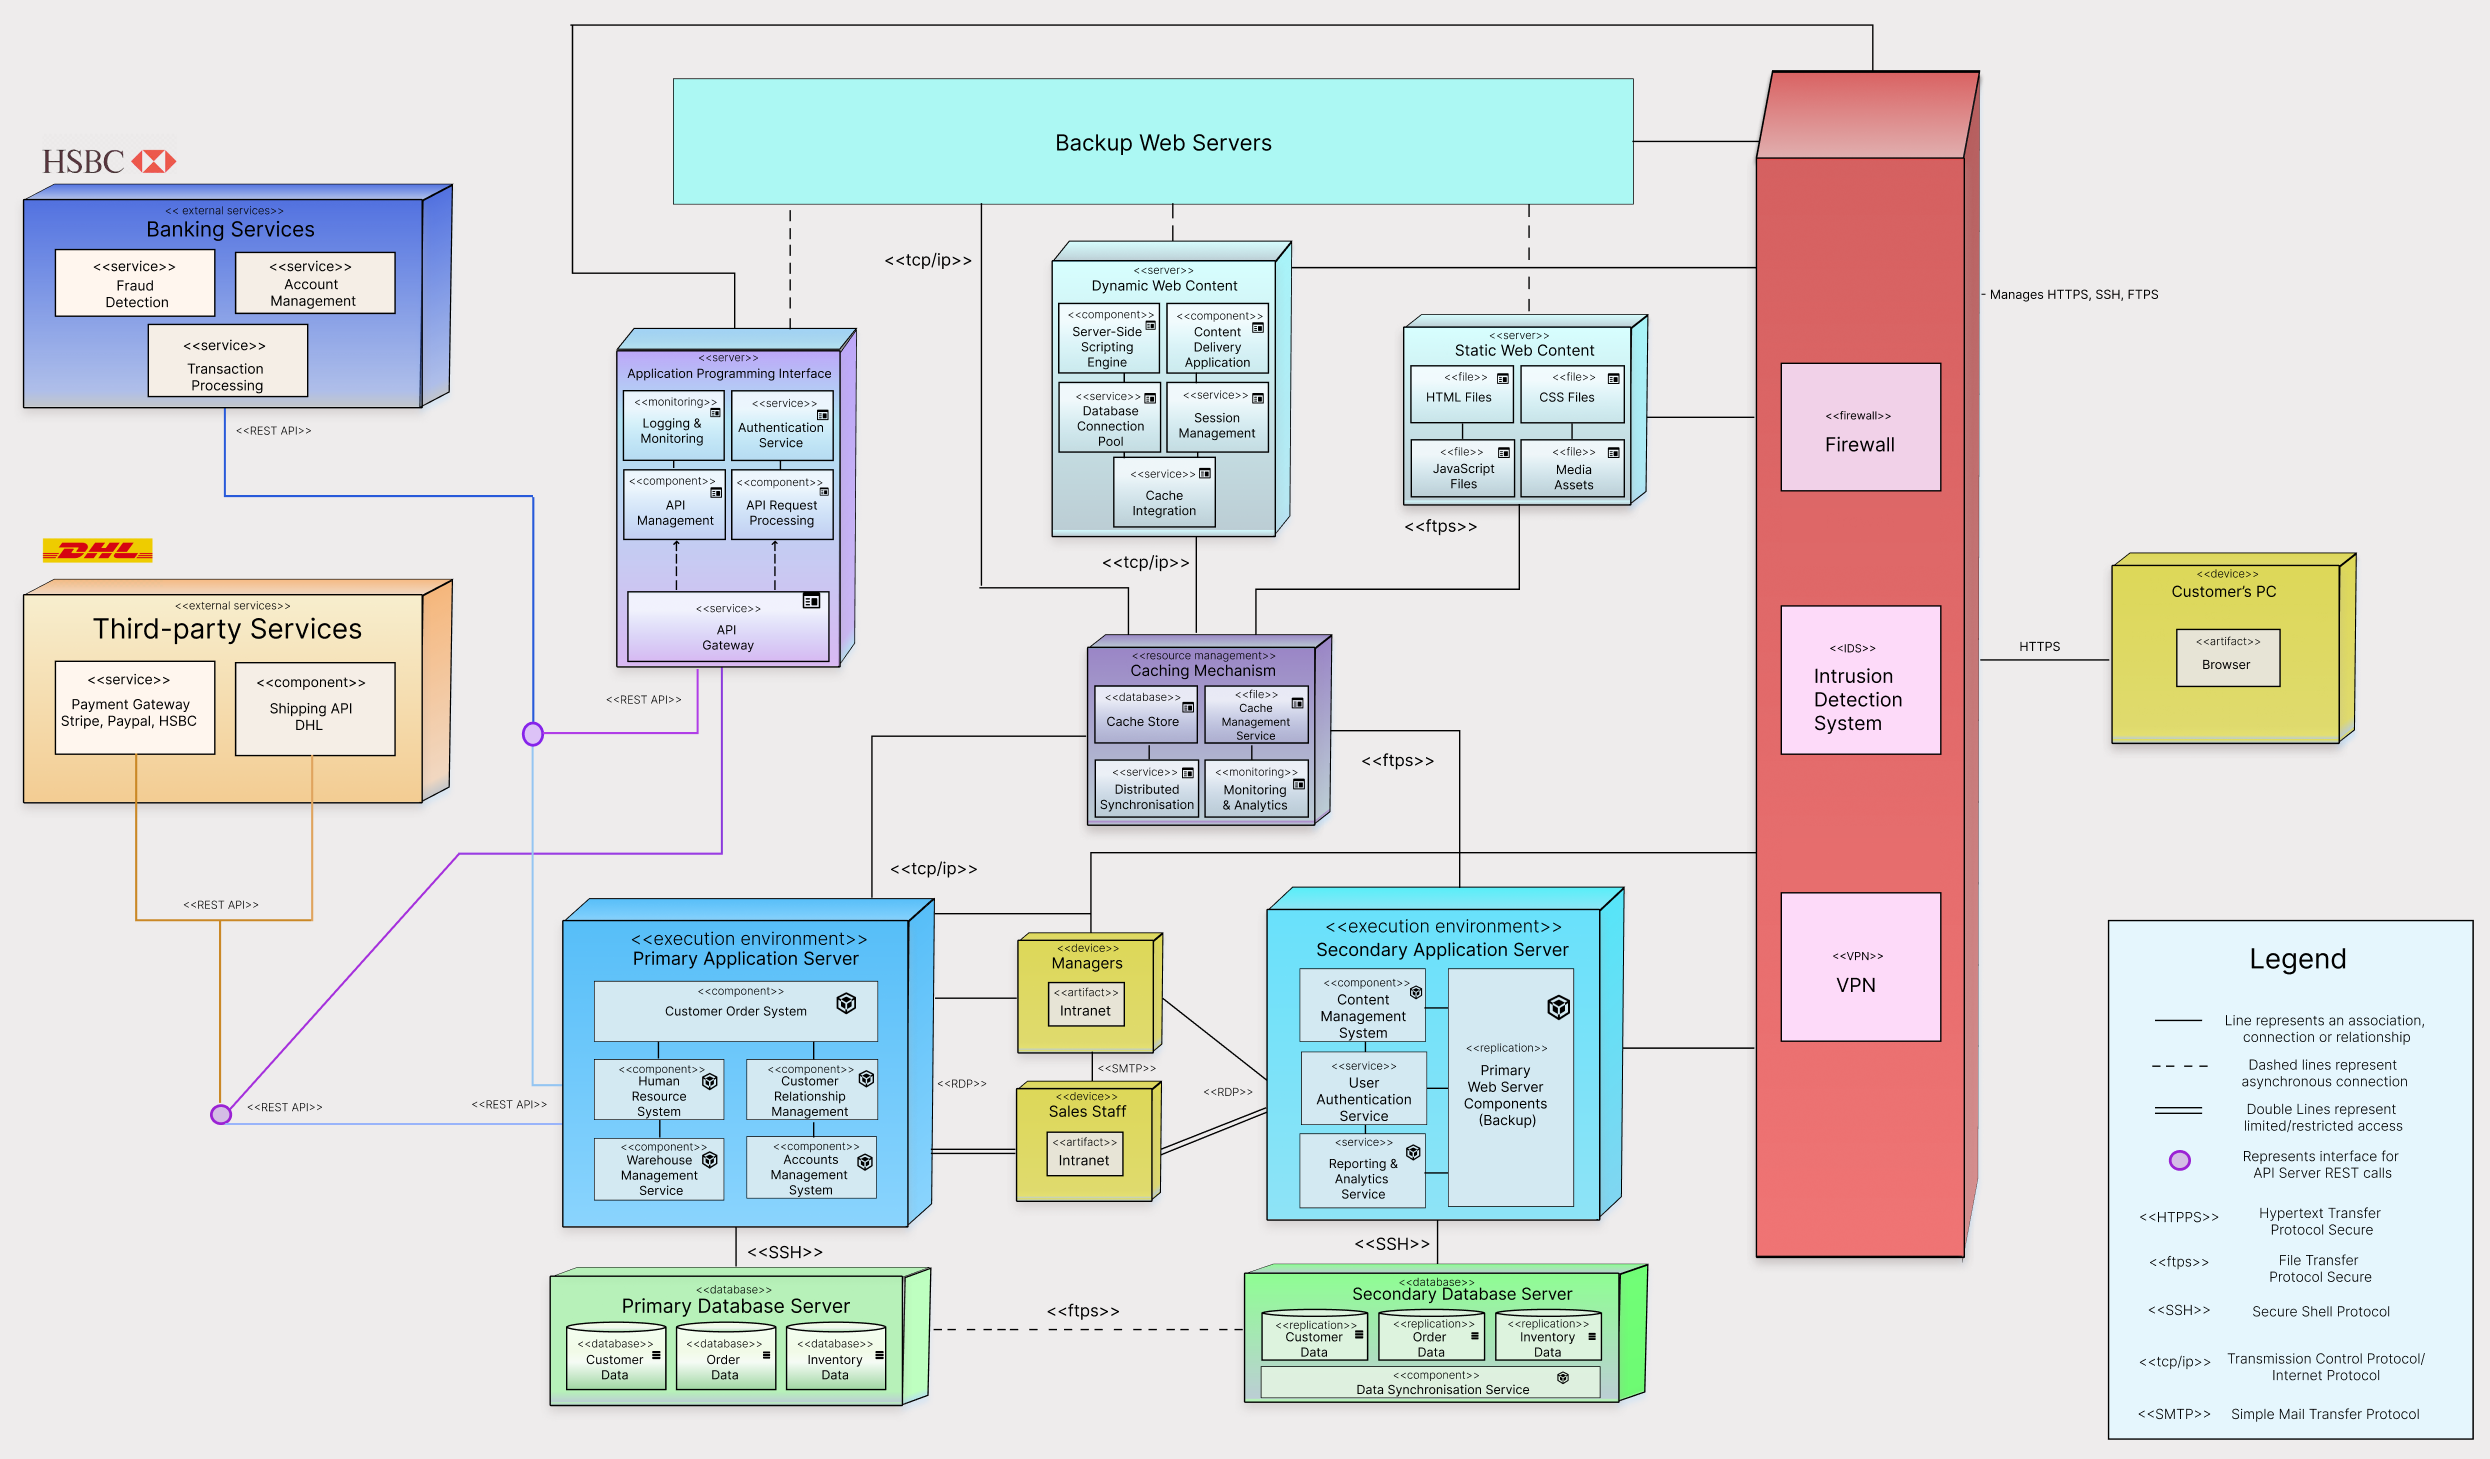 Backup Web Servers
HSBC
<< external services>>
Banking Services
<<service>>
Fraud
Detection
<<service>>
Account
Management
<<service>>
Transaction
Processing
<<REST API>>
DHL
<<external services>>
Third-party Services
<<service>>
Payment Gateway
Stripe, Paypal, HSBC
<<component>>
Shipping API
DHL
<<REST API>>
<<REST API>>
<<REST API>>
<<REST API>>
<<server>>
Application Programming Interface
<<monitoring>>
Logging &
Monitoring
<<service>>
Authentication
Service
<<component>>
API
Management
<<component>>
API Request
Processing
<<service>>
API
Gateway
<<tcp/ip>>
<<server>>
Dynamic Web Content
<<component>>
Server-Side
Scripting
Engine
<<component>>
Content
Delivery
Application
<<service>>
Database
Connection
Pool
<<service>>
Session
Management
<<service>>
Cache
Integration
<<tcp/ip>>
<<server>>
Static Web Content
<<file>>
HTML Files
<<file>>
CSS Files
<<file>>
JavaScript
Files
<<file>>
Media
Assets
<<ftps>>
<<resource management>>
Caching Mechanism
<<database>>
Cache Store
<<file>>
Cache
Management
Service
<<service>>
Distributed
Synchronisation
<<monitoring>>
Monitoring
& Analytics
<<ftps>>
<<tcp/ip>>
<<execution environment>>
Primary Application Server
<<component>>
Customer Order System
<<component>>
Human
Resource
System
<<component>>
Customer
Relationship
Management
<<component>>
Warehouse
Management
Service
<<component>>
Accounts
Management
System
<<RDP>>
<<device>>
Managers
<<artifact>>
Intranet
<<SMTP>>
<<device>>
Sales Staff
<<artifact>>
Intranet
<<RDP>>
<<execution environment>>
Secondary Application Server
<<component>>
Content
Management
System
<<service>>
User
Authentication
Service
<service>>
Reporting &
Analytics
Service
<<replication>>
Primary
Web Server
Components
(Backup)
<<SSH>>
<<SSH>>
<<database>>
Primary Database Server
<<database>>
Customer
Data
<<database>>
Order
Data
<<database>>
Inventory
Data
<<ftps>>
<<database>>
Secondary Database Server
<<replication>>
Customer
Data
<<replication>>
Order
Data
<<replication>>
Inventory
Data
<<component>>
Data Synchronisation Service
- Manages HTTPS, SSH, FTPS
<<firewall>>
Firewall
<<IDS>>
Intrusion
Detection
System
<<VPN>>
VPN
HTTPS
<<device>>
Customer's PC
<<artifact>>
Browser
Legend
Line represents an association,
connection or relationship
Dashed lines represent
asynchronous connection
Double Lines represent
limited/restricted access
Represents interface for
API Server REST calls
<<HTPPS>>
Hypertext Transfer
Protocol Secure
<<ftps>>
File Transfer
Protocol Secure
<<SSH>>
Secure Shell Protocol
<<tcp/ip>>
Transmission Control Protocol/
Internet Protocol
<<SMTP>>
Simple Mail Transfer Protocol